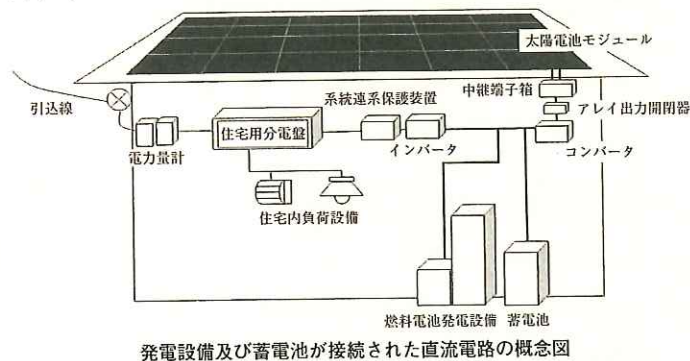 太陽電池モジュール
中継端子箱
アレイ出力開閉器
コンバータ
系統連系保護装置
インバータ
引込線
住宅用分電盤
電力量計
住宅内負荷設備
燃料電池発電設備
蓄電池
発電設備及び蓄電池が接続された直流電路の概念図